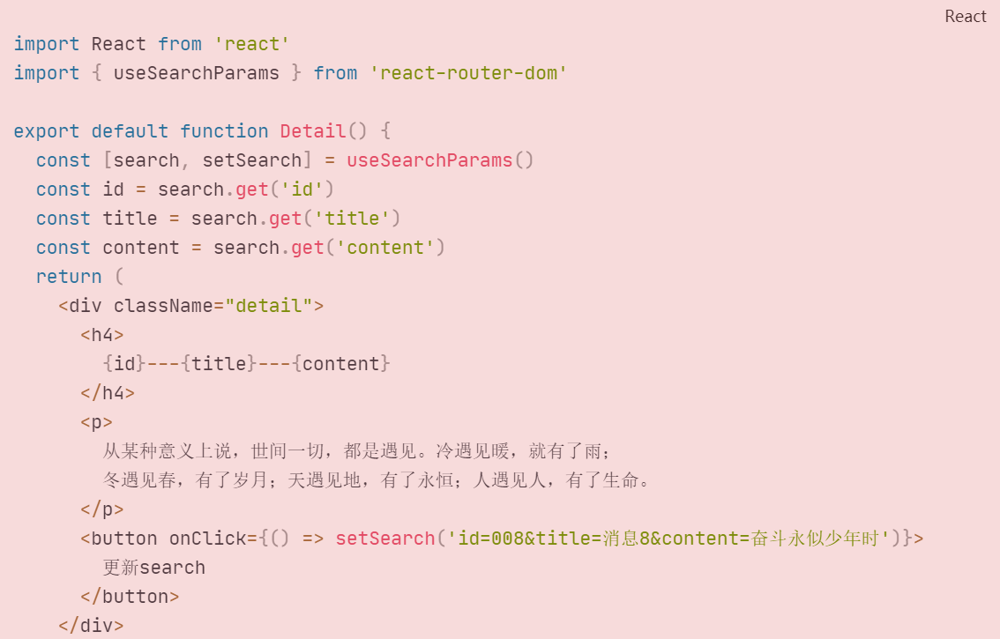 React
import React from 'react'
import { useSearchParams } from 'react-router-dom'
export default function Detail() {
  const [search, setSearch] = useSearchParams()
  const id = search.get('id')
  const title = search.get('title')
  const content = search.get('content')
  return (
    <div className="detail">
      <h4>
        {id}---{title}---{content}
      </h4>
      <p>
        从某种意义上说，世间一切，都是遇见。冷遇见暖，就有了雨；
        冬遇见春，有了岁月；天遇见地，有了永恒；人遇见人，有了生命。
      </p>
      <button onClick={() => setSearch('id=008&title=消息8&content=奋斗永似少年时')}>
        更新search
      </button>
    </div>